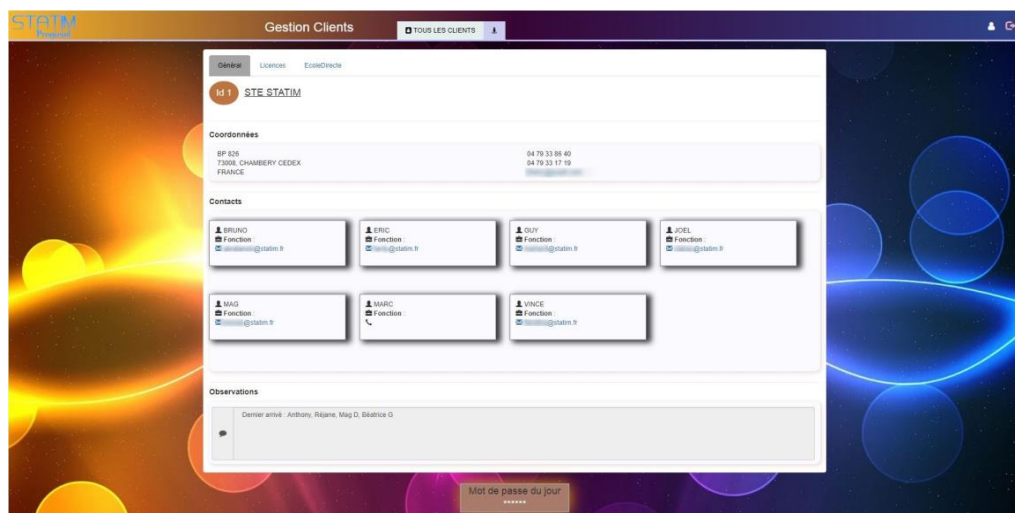 STATIM
Provence
Gestion Clients
TOUS LES CLIENTS
Général
Licences
EcoleDirecte
Id 1
STE STATIM
Coordonnées
BP 826
73008, CHAMBERY CEDEX
FRANCE
04 79 33 86 40
04 79 33 17 19
Contacts
BRUNO
Fonction :
@statim.fr
ERIC
Fonction :
@statim.fr
GUY
Fonction :
@statim.fr
JOEL
Fonction :
@statim.fr
MAG
Fonction :
@statim.fr
MARC
Fonction :
VINCE
Fonction :
@statim.fr
Observations
Dernier arrivé : Anthony, Réjane, Mag D, Béatrice G
Mot de passe du jour
******